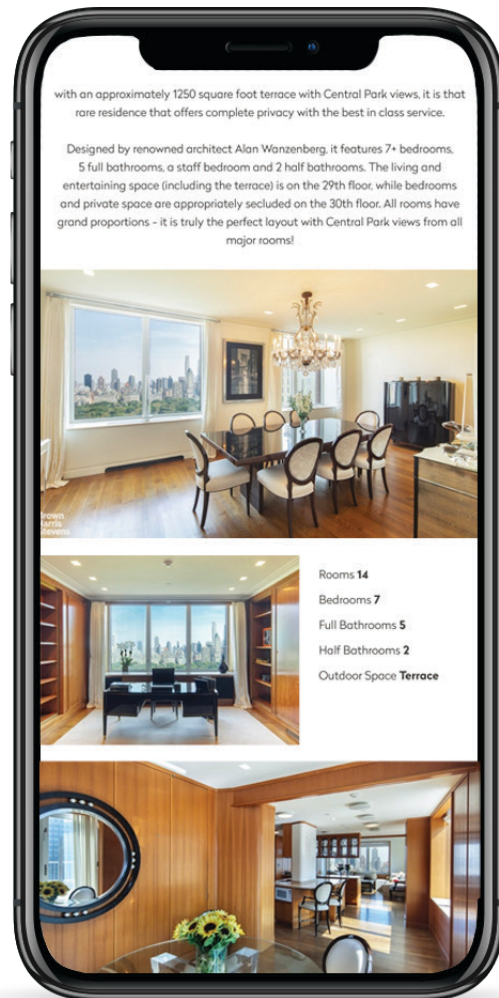 with an approximately 1250 square foot terrace with Central Park views, it is that
rare residence that offers complete privacy with the best in class service.
Designed by renowned architect Alan Wanzenberg, it features 7+ bedrooms,
5 full bathrooms, a staff bedroom and 2 half bathrooms. The living and
entertaining space (including the terrace) is on the 29th floor, while bedrooms
and private space are appropriately secluded on the 30th floor. All rooms have
grand proportions - it is truly the perfect layout with Central Park views from all
major rooms!
rown
arris
tevens
Rooms 14
Bedrooms 7
Full Bathrooms 5
Half Bathrooms 2
Outdoor Space Terrace